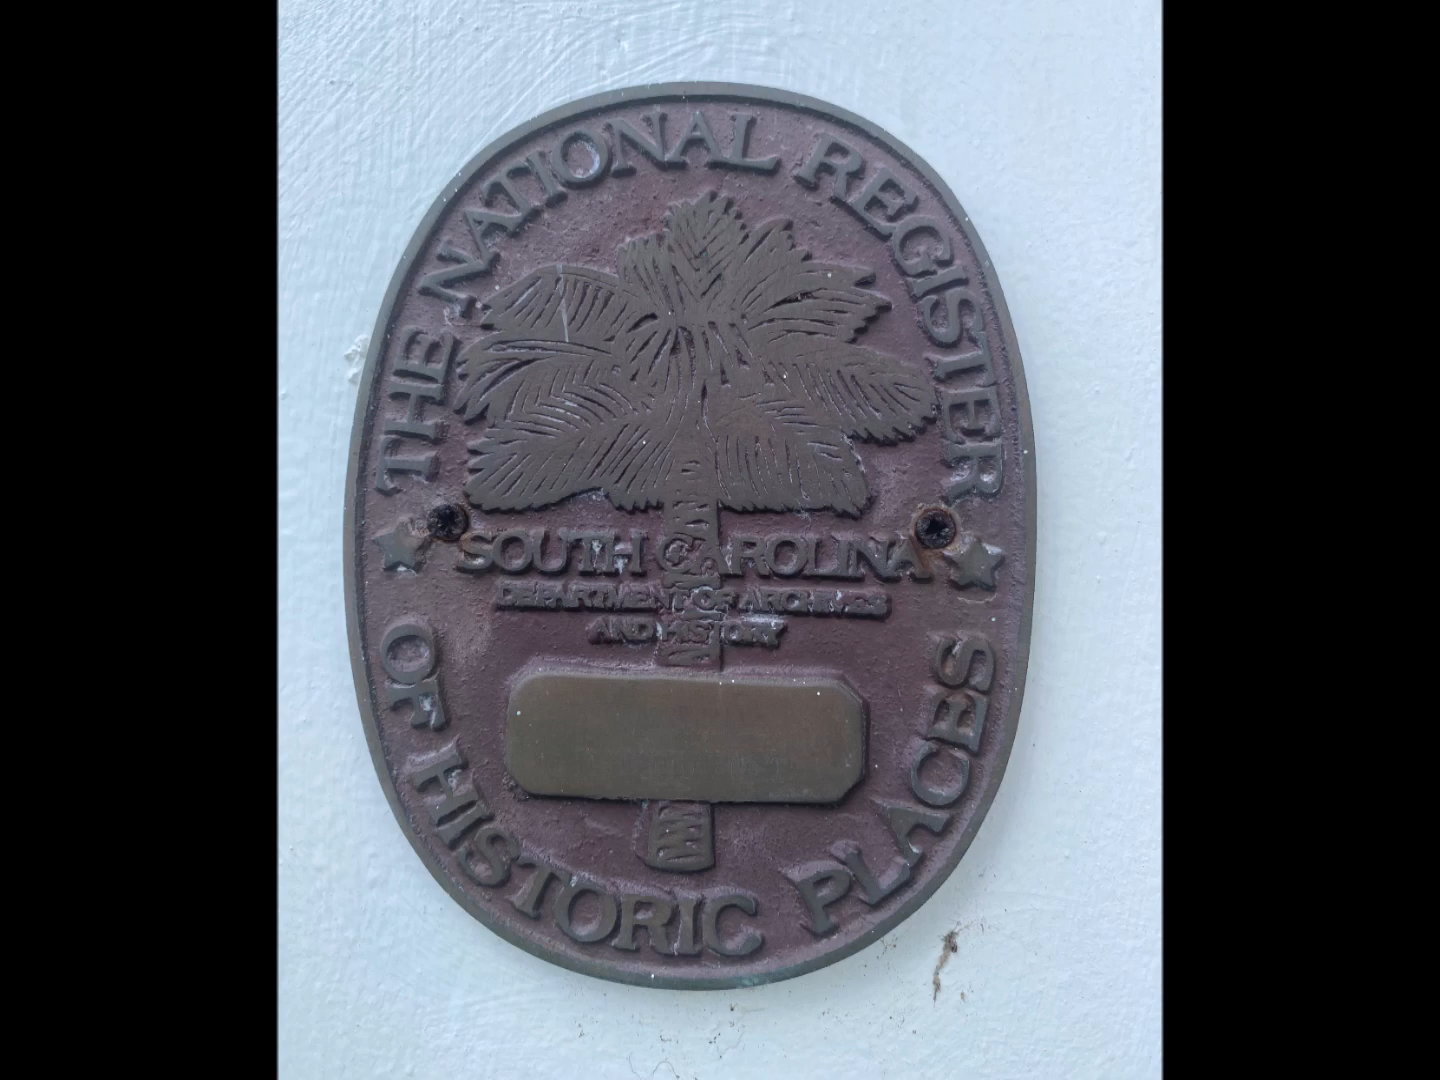 THE NATIONAL REGISTER
SOUTH CAROLINA
DEPARTMENT OF ARCHIVES
AND HISTORY
OF HISTORIC PLACES